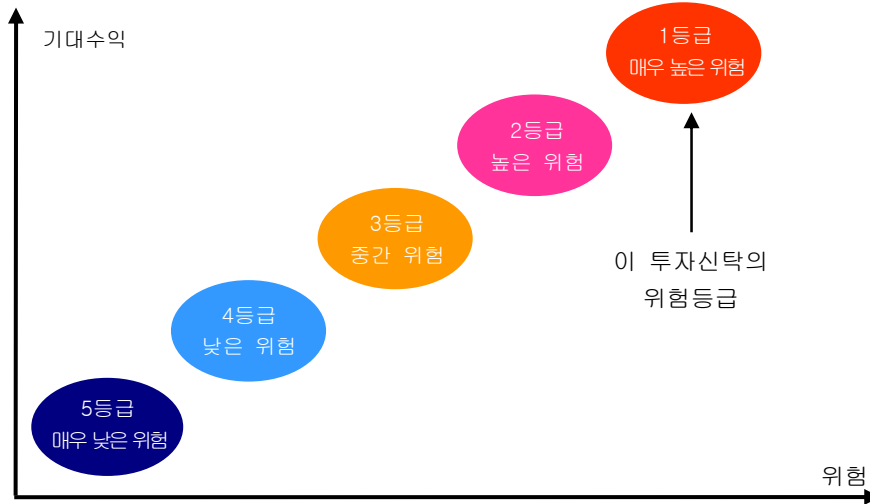 기대수익
1등급
매우 높은 위험
2등급
높은 위험
3등급
중간 위험
이 투자신탁의
위험등급
4등급
낮은 위험
5등급
매우 낮은 위험
위험